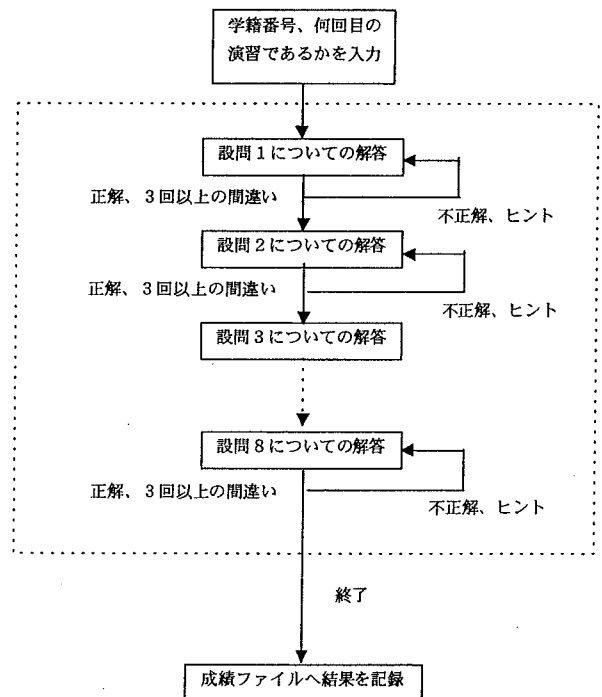 学籍番号、何回目の
演習であるかを入力
設問1についての解答
正解、3回以上の間違い
不正解、ヒント
設問2についての解答
正解、3回以上の間違い
不正解、ヒント
設問3についての解答
設問8についての解答
正解、3回以上の間違い
不正解、ヒント
終了
成績ファイルへ結果を記録